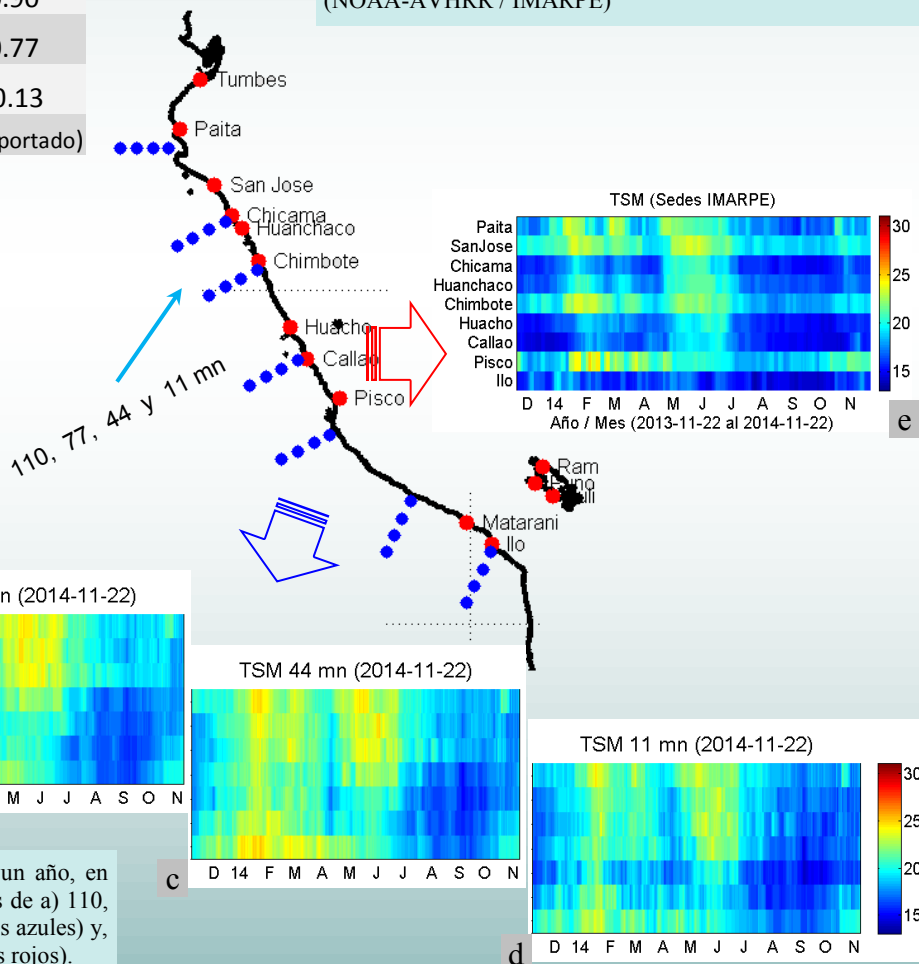 (NOAA-AVHRR / IMARPE)
0.77
0.13
portado)
Tumbes
Paita
San Jose
Chicama
Huanchaco
Chimbote
Huacho
Callao
Pisco
110, 77, 44 y 11 mn
Ram
Matarani
Ilo
TSM (Sedes IMARPE)
Paita
SanJose
Chicama
Huanchaco
Chimbote
Huacho
Callao
Pisco
Ilo
30
25
20
15
D 14 F M A M J J A S O N
Año / Mes (2013-11-22 al 2014-11-22)
e
n (2014-11-22)
M J J A S O N
TSM 44 mn (2014-11-22)
D 14 F M A M J J A S O N
c
TSM 11 mn (2014-11-22)
30
25
20
15
D 14 F M A M J J A S O N
d
un año, en
s de a) 110,
s azules) y,
s rojos).